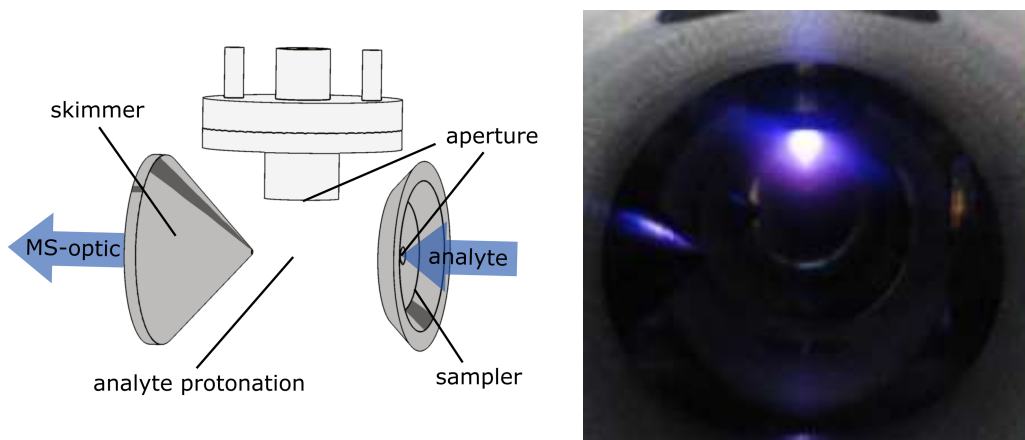 skimmer
aperture
MS-optic
analyte
analyte protonation
sampler